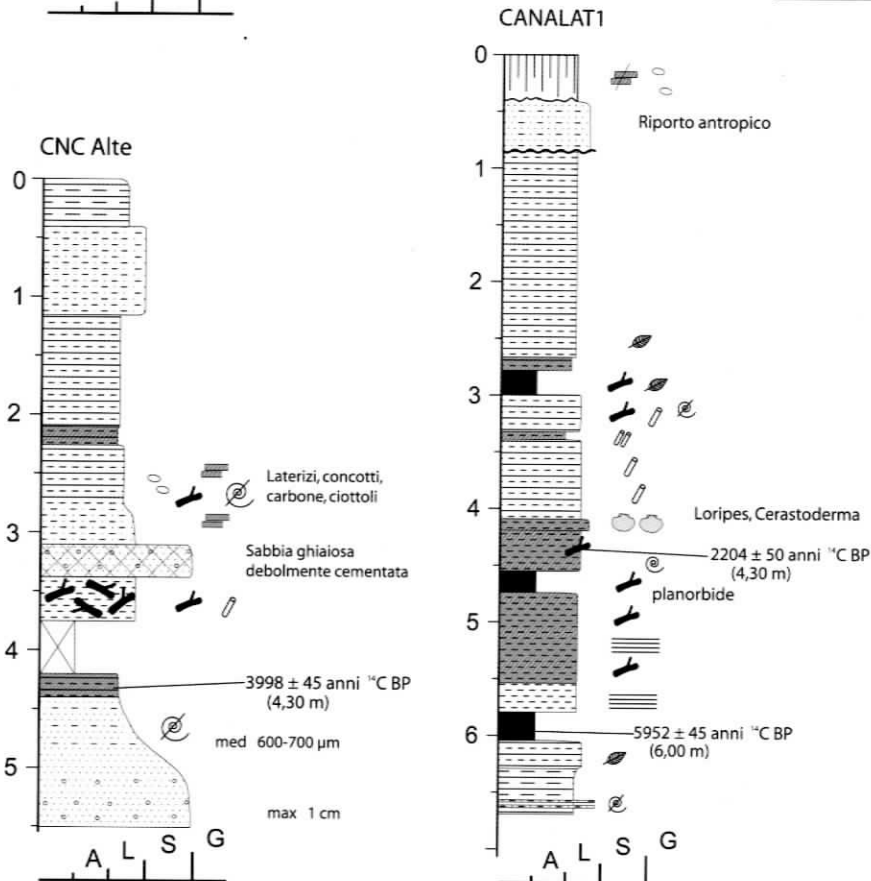 CNC Alte
0
1
2
3
4
5
Laterizi, concotti,
carbone, ciottoli
Sabbia ghiaiosa
debolmente cementata
3998 ± 45 anni ¹⁴C BP
(4,30 m)
med 600-700 µm
max 1 cm
A L S G
CANALAT1
0
1
2
3
4
5
6
Riporto antropico
Loripes, Cerastoderma
2204 ± 50 anni ¹⁴C BP
(4,30 m)
planorbide
5952 ± 45 anni ¹⁴C BP
(6,00 m)
A L S G